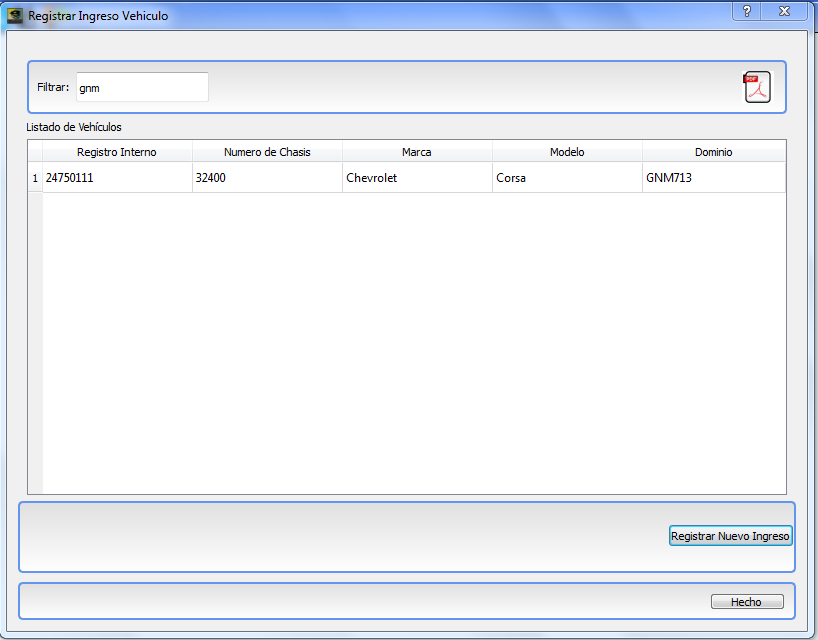 Registrar Ingreso Vehiculo
?
Filtrar: gnm
PDF
Listado de Vehículos
Registro Interno Numero de Chasis Marca Modelo Dominio
1 24750111 32400 Chevrolet Corsa GNM713
Registrar Nuevo Ingreso
Hecho